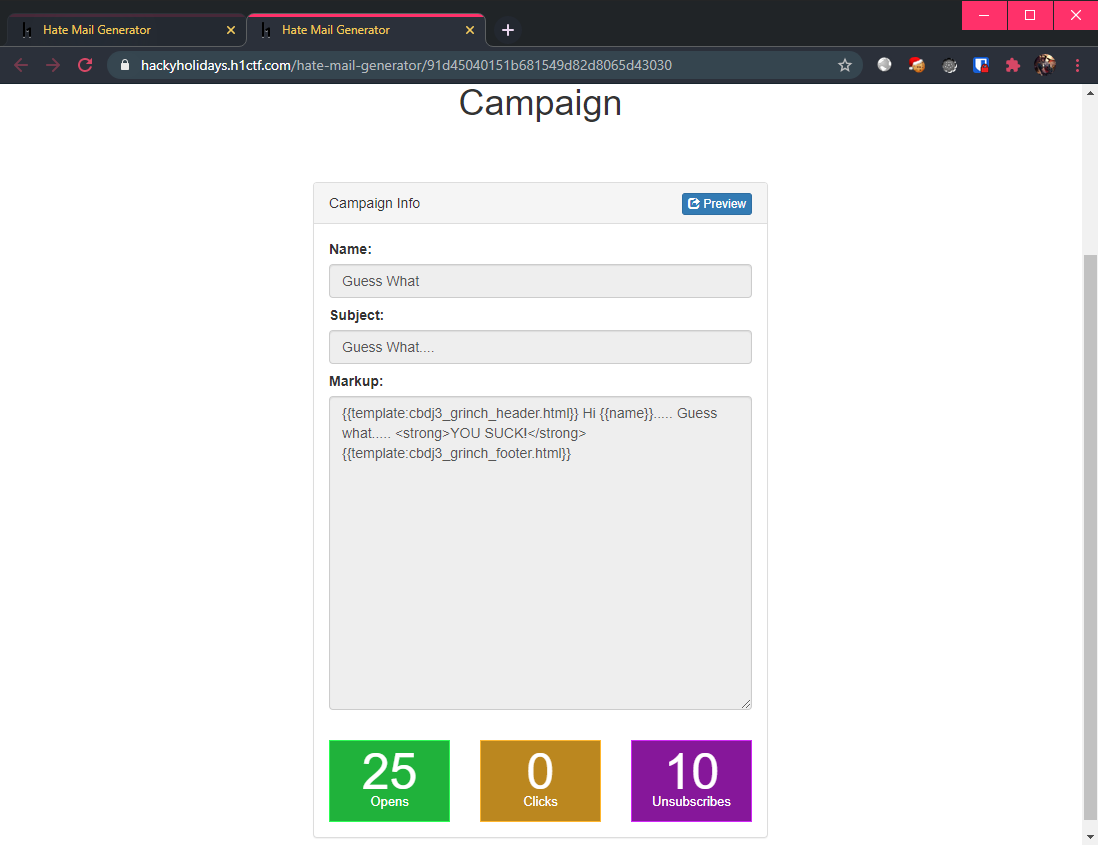 Hate Mail Generator
Hate Mail Generator
hackyholidays.h1ctf.com/hate-mail-generator/91d45040151b681549d82d8065d43030
Campaign
Campaign Info
Preview
Name:
Guess What
Subject:
Guess What....
Markup:
{{template:cbdj3_grinch_header.html}} Hi {{name}}..... Guess
what..... <strong>YOU SUCK!</strong>
{{template:cbdj3_grinch_footer.html}}
25
Opens
0
Clicks
10
Unsubscribes